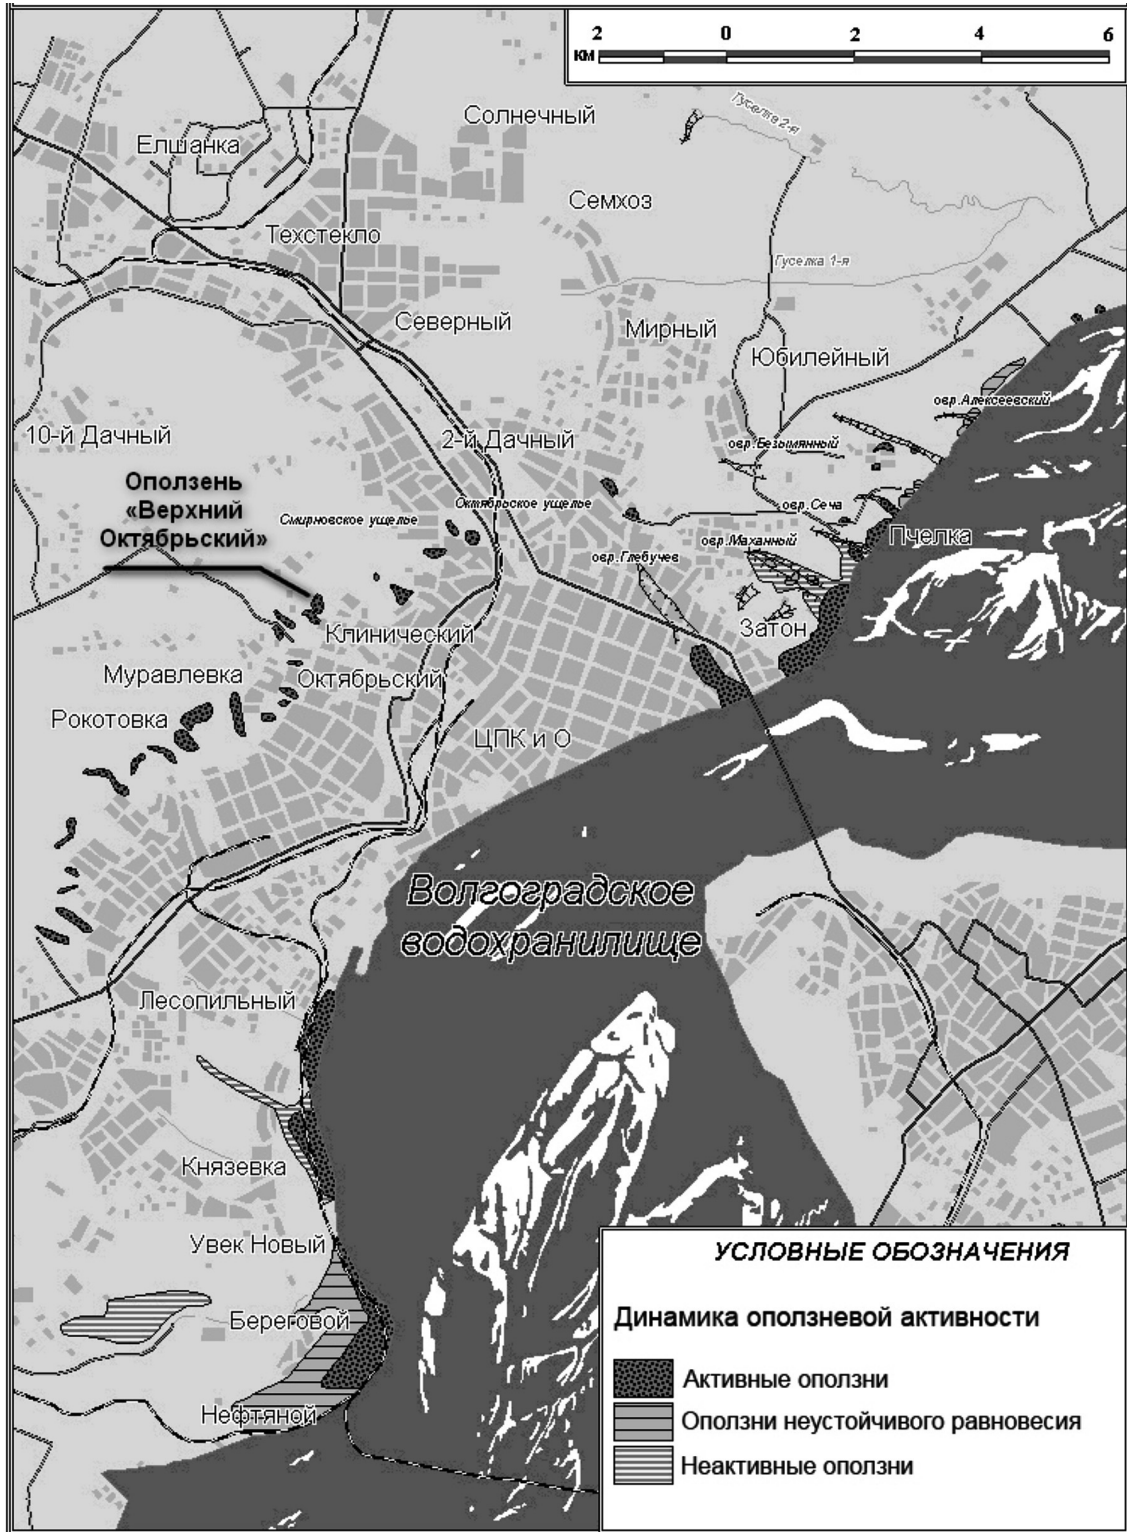 2 0 2 4 6
км
Гуселка 2-я
Солнечный
Елшанка
Семхоз
Техстекло
Гуселка 1-я
Северный
Мирный
Юбилейный
овр.Алексеевский
10-й Дачный
2-й Дачный
овр.Безымянный
Оползень
«Верхний
Октябрьский»
Октябрьское ущелье
овр.Сеча
Смирновское ущелье
Пчелка
овр.Маханный
овр.Глебучев
Затон
Клинический
Муравлевка
Октябрьский
Рокотовка
ЦПК и О
Волгоградское
водохранилище
Лесопильный
Князевка
Увек Новый
Береговой
Нефтяной
УСЛОВНЫЕ ОБОЗНАЧЕНИЯ
Динамика оползневой активности
Активные оползни
Оползни неустойчивого равновесия
Неактивные оползни